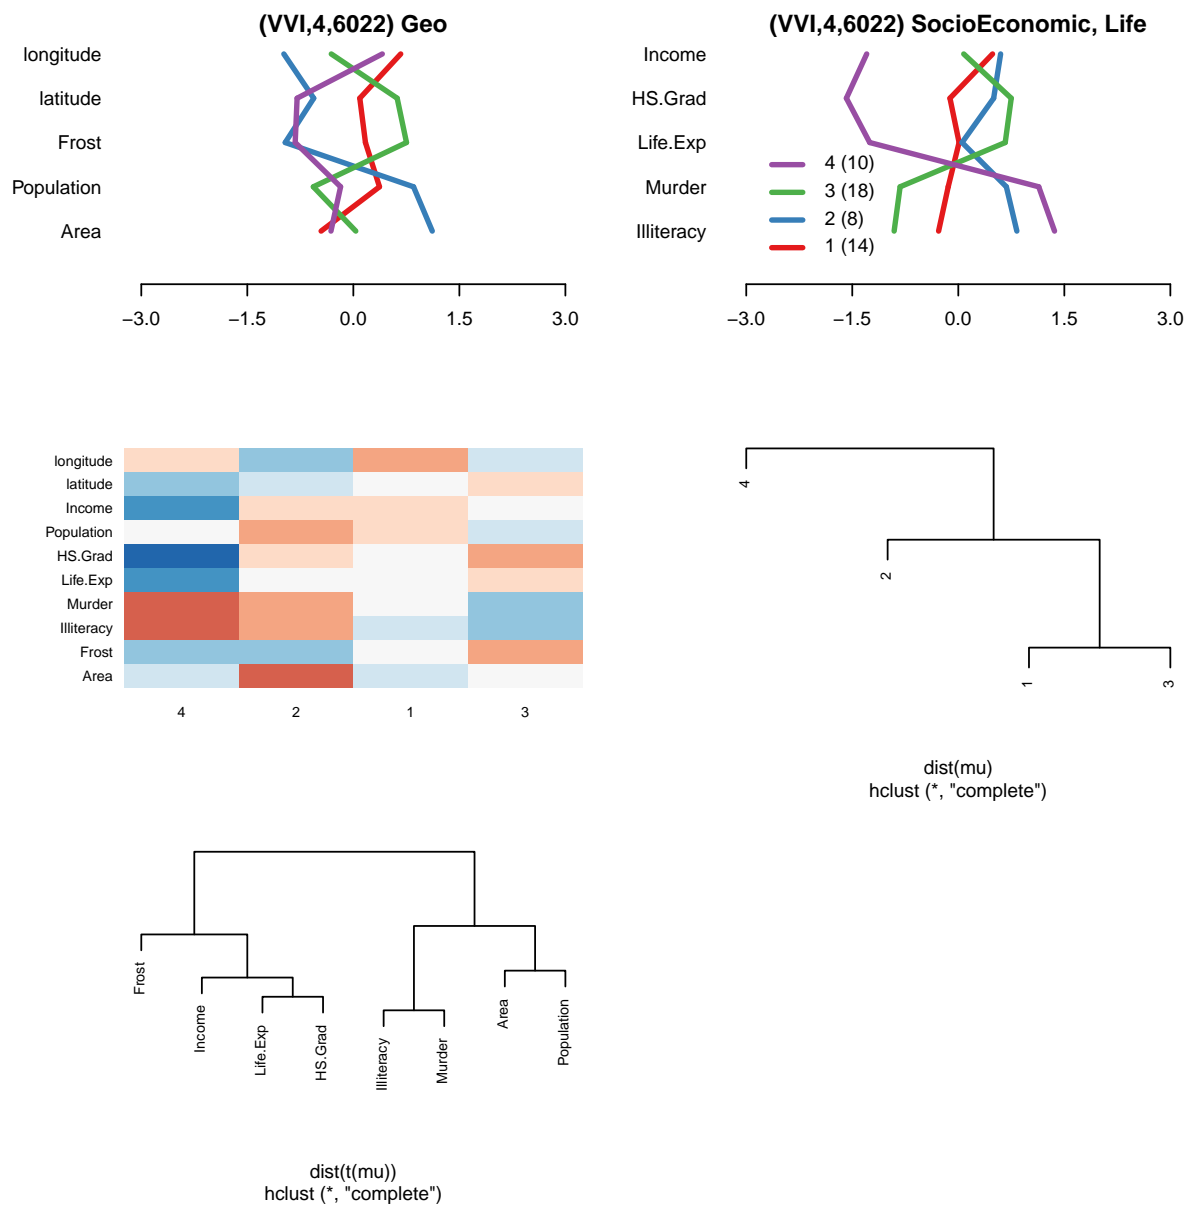 (VVI,4,6022) Geo
longitude
latitude
Frost
Population
Area
−3.0 −1.5 0.0 1.5 3.0
(VVI,4,6022) SocioEconomic, Life
Income
HS.Grad
Life.Exp
Murder
Illiteracy
4 (10)
3 (18)
2 (8)
1 (14)
−3.0 −1.5 0.0 1.5 3.0
longitude
latitude
Income
Population
HS.Grad
Life.Exp
Murder
Illiteracy
Frost
Area
4 2 1 3
4
2
1
3
dist(mu)
hclust (*, "complete")
Frost
Income
Life.Exp
HS.Grad
Illiteracy
Murder
Area
Population
dist(t(mu))
hclust (*, "complete")